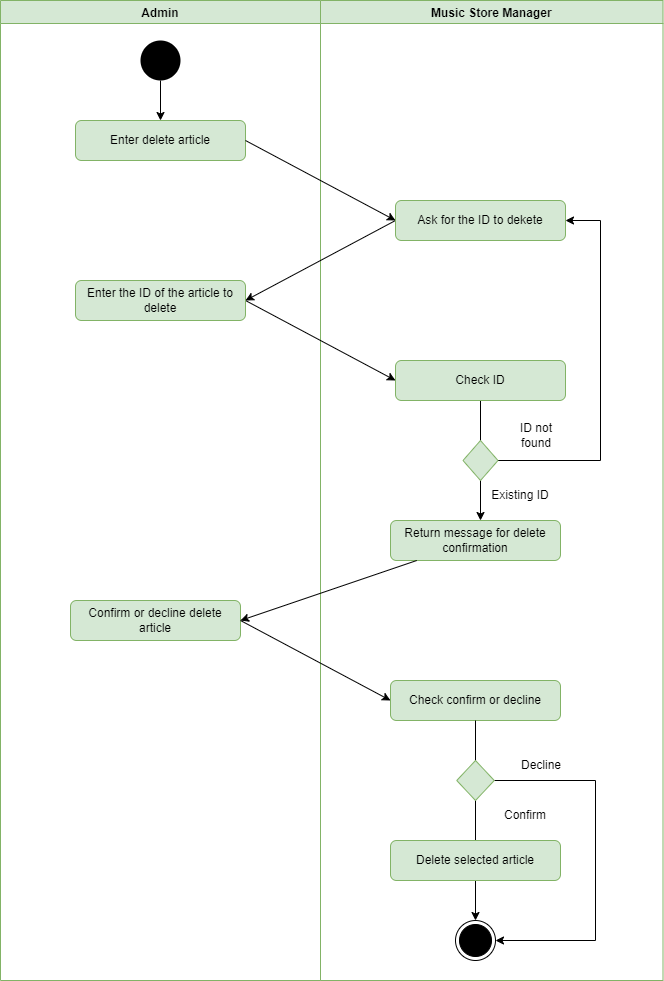 Admin
Music Store Manager
Enter delete article
Ask for the ID to dekete
Enter the ID of the article to
delete
Check ID
ID not
found
Existing ID
Return message for delete
confirmation
Confirm or decline delete
article
Check confirm or decline
Decline
Confirm
Delete selected article